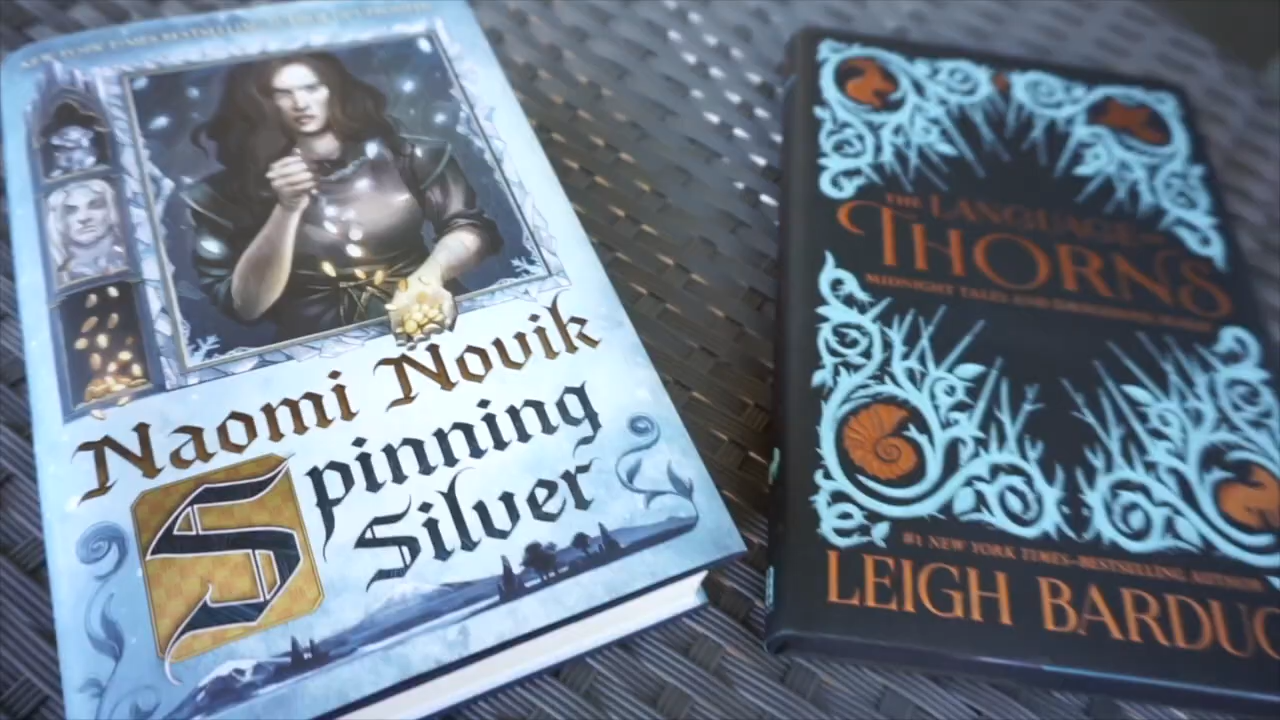 Naomi Novik
Spinning
Silver
THE LANGUAGE OF
THORNS
MIDNIGHT TALES AND DANGEROUS MAGIC
#1 NEW YORK TIMES–BESTSELLING AUTHOR
LEIGH BARDUG